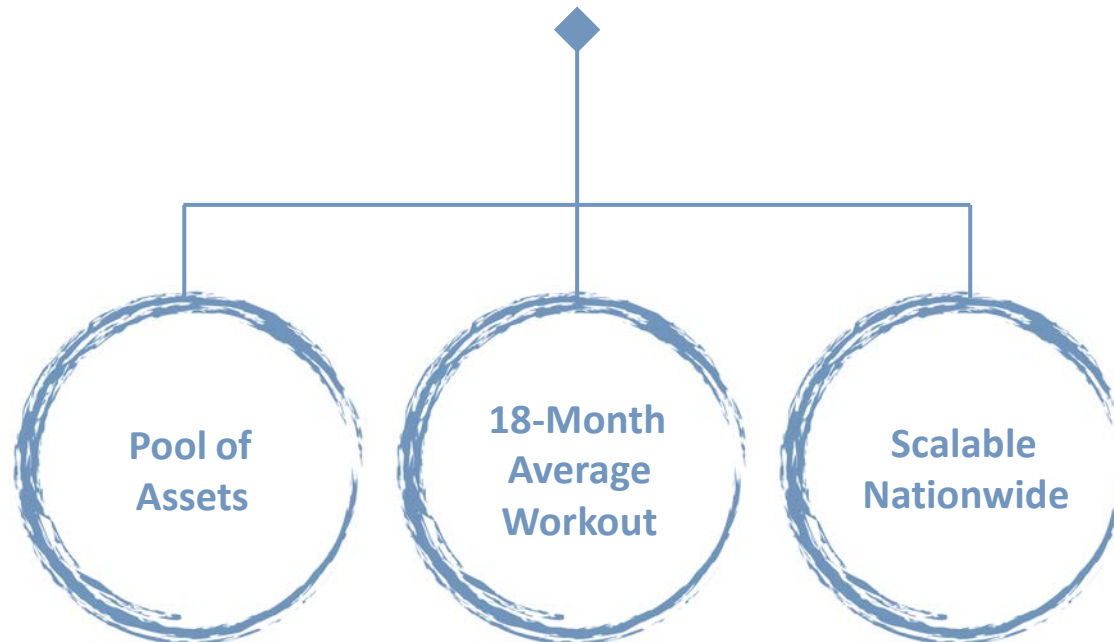 Pool of
Assets
18-Month
Average
Workout
Scalable
Nationwide